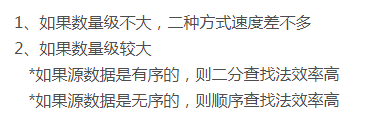 1、如果数量级不大，二种方式速度差不多
2、如果数量级较大
*如果源数据是有序的，则二分查找法效率高
*如果源数据是无序的，则顺序查找法效率高